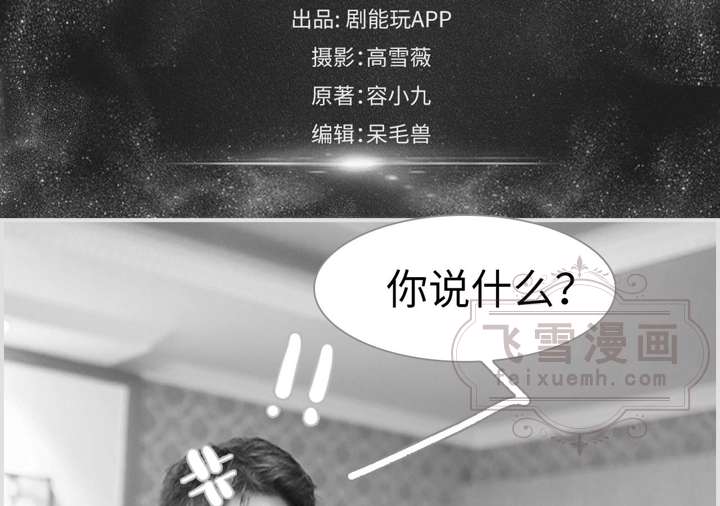 出品: 剧能玩APP
摄影:高雪薇
原著:容小九
编辑:呆毛兽
你说什么?
!!
飞雪漫画
feixuemh.com